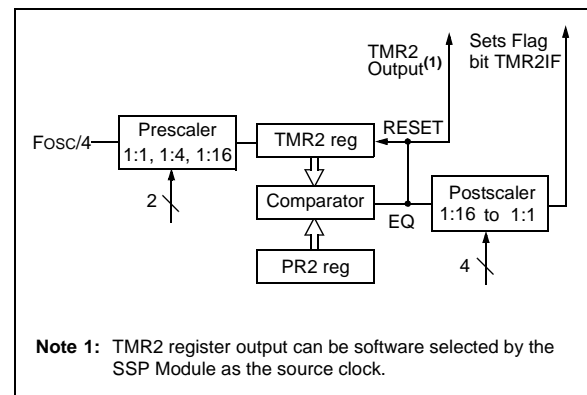 TMR2
Output(1)
Sets Flag
bit TMR2IF
RESET
FOSC/4
Prescaler
1:1, 1:4, 1:16
TMR2 reg
2
Comparator
EQ
Postscaler
1:16 to 1:1
PR2 reg
4
Note 1: TMR2 register output can be software selected by the
SSP Module as the source clock.